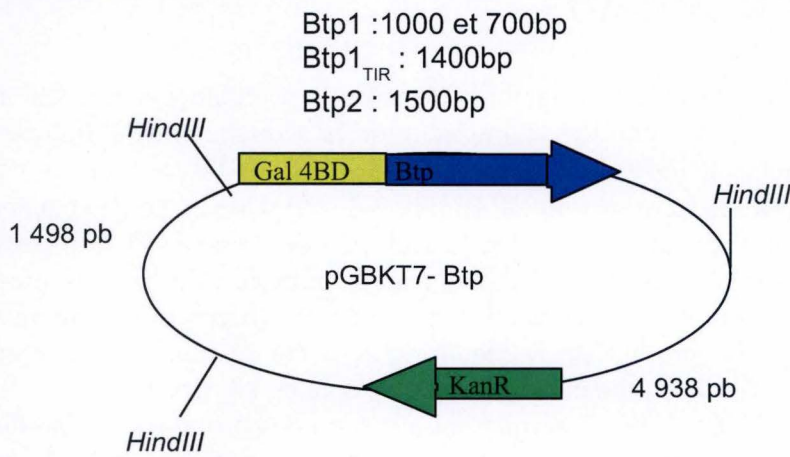 Btp1 :1000 et 700bp
Btp1TIR : 1400bp
Btp2 : 1500bp
HindIII
Gal 4BD Btp
HindIII
1 498 pb
pGBKT7- Btp
KanR
4 938 pb
HindIII